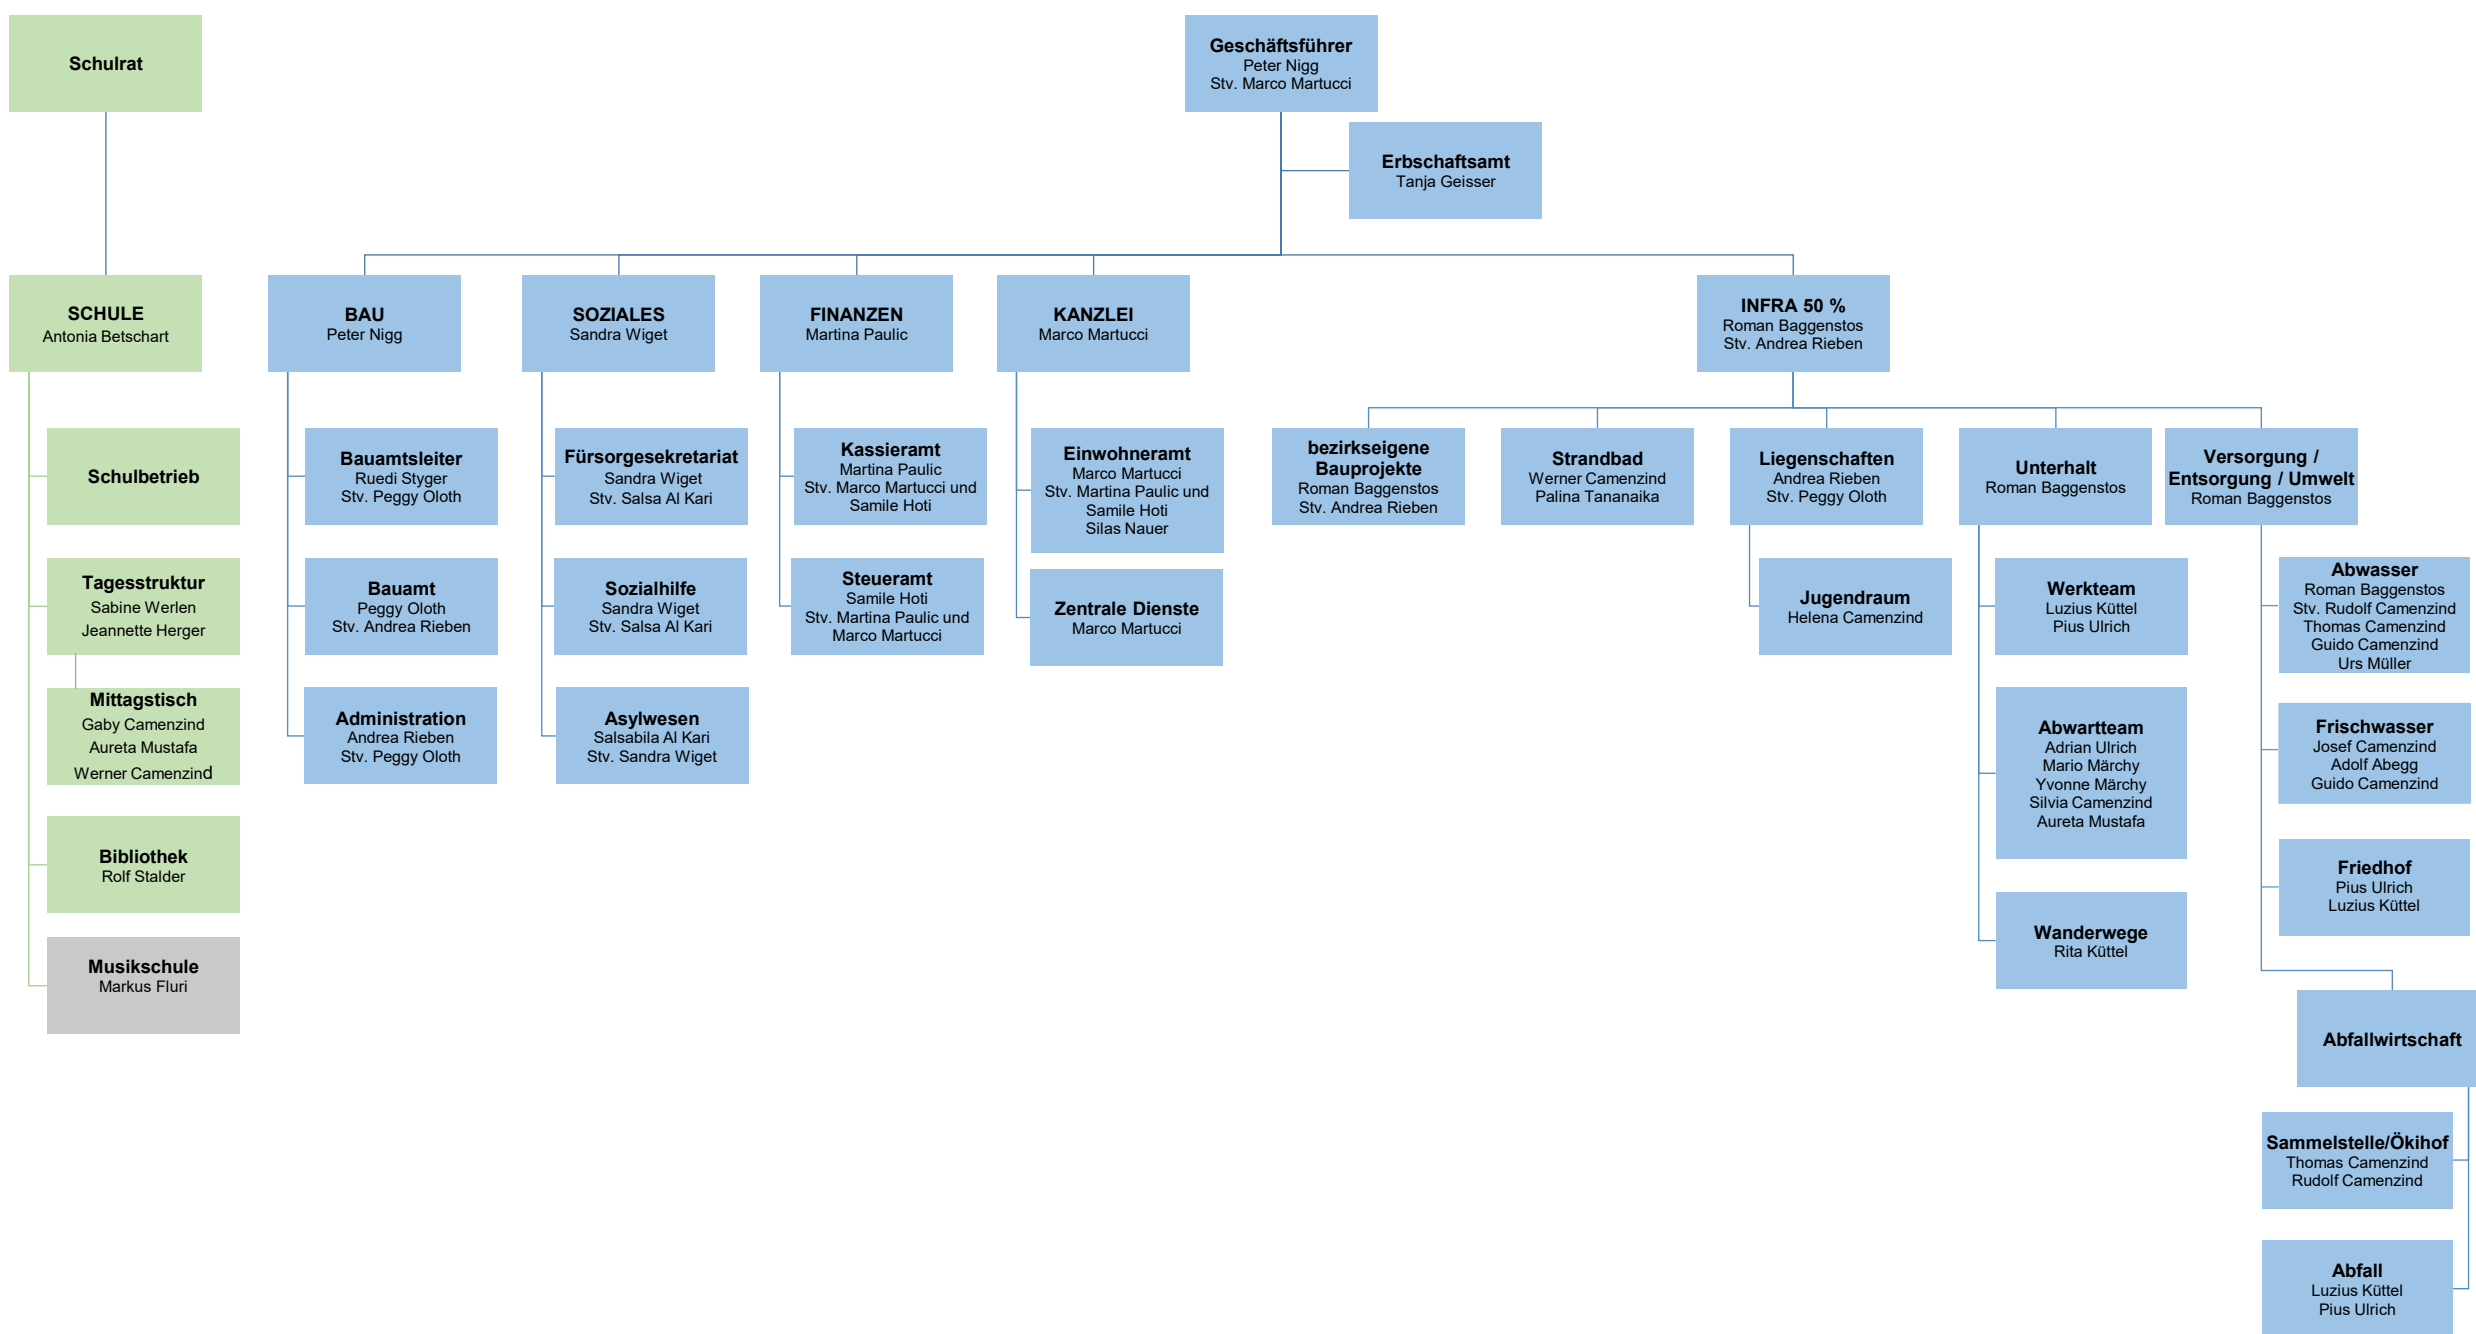 Schulrat
Geschäftsführer
Peter Nigg
Stv. Marco Martucci
Erbschaftsamt
Tanja Geisser
SCHULE
Antonia Betschart
BAU
Peter Nigg
SOZIALES
Sandra Wiget
FINANZEN
Martina Paulic
KANZLEI
Marco Martucci
INFRA 50 %
Roman Baggenstos
Stv. Andrea Rieben
Schulbetrieb
Tagesstruktur
Sabine Werlen
Jeannette Herger
Mittagstisch
Gaby Camenzind
Aureta Mustafa
Werner Camenzind
Bibliothek
Rolf Stalder
Musikschule
Markus Fluri
Bauamtsleiter
Ruedi Styger
Stv. Peggy Oloth
Bauamt
Peggy Oloth
Stv. Andrea Rieben
Administration
Andrea Rieben
Stv. Peggy Oloth
Fürsorgesekretariat
Sandra Wiget
Stv. Salsa Al Kari
Sozialhilfe
Sandra Wiget
Stv. Salsa Al Kari
Asylwesen
Salsabila Al Kari
Stv. Sandra Wiget
Kassieramt
Martina Paulic
Stv. Marco Martucci und
Samile Hoti
Steueramt
Samile Hoti
Stv. Martina Paulic und
Marco Martucci
Einwohneramt
Marco Martucci
Stv. Martina Paulic und
Samile Hoti
Silas Nauer
Zentrale Dienste
Marco Martucci
bezirkseigene
Bauprojekte
Roman Baggenstos
Stv. Andrea Rieben
Strandbad
Werner Camenzind
Palina Tananaika
Liegenschaften
Andrea Rieben
Stv. Peggy Oloth
Jugendraum
Helena Camenzind
Unterhalt
Roman Baggenstos
Werkteam
Luzius Küttel
Pius Ulrich
Abwartteam
Adrian Ulrich
Mario Märchy
Yvonne Märchy
Silvia Camenzind
Aureta Mustafa
Wanderwege
Rita Küttel
Versorgung /
Entsorgung / Umwelt
Roman Baggenstos
Abwasser
Roman Baggenstos
Stv. Rudolf Camenzind
Thomas Camenzind
Guido Camenzind
Urs Müller
Frischwasser
Josef Camenzind
Adolf Abegg
Guido Camenzind
Friedhof
Pius Ulrich
Luzius Küttel
Abfallwirtschaft
Sammelstelle/Ökihof
Thomas Camenzind
Rudolf Camenzind
Abfall
Luzius Küttel
Pius Ulrich